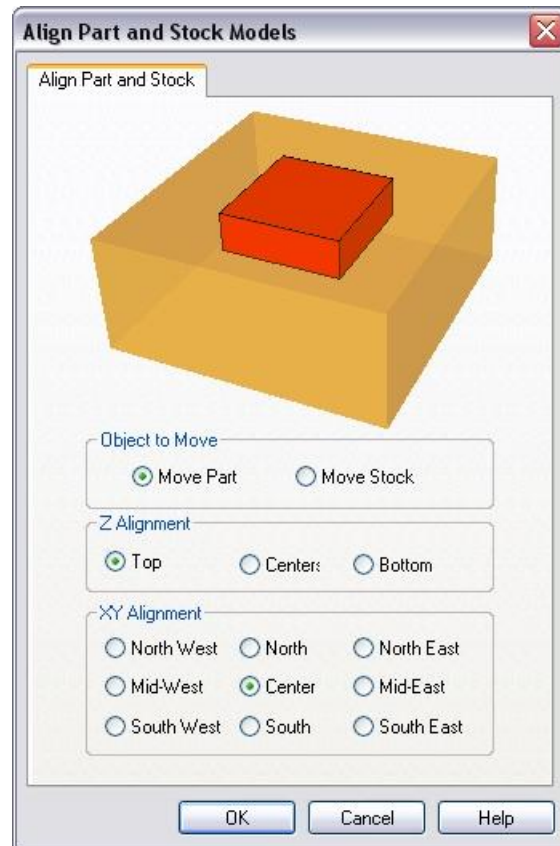 Align Part and Stock Models
Align Part and Stock
Object to Move
Move Part Move Stock
Z Alignment
Top Centers Bottom
XY Alignment
North West North North East
Mid-West Center Mid-East
South West South South East
OK Cancel Help